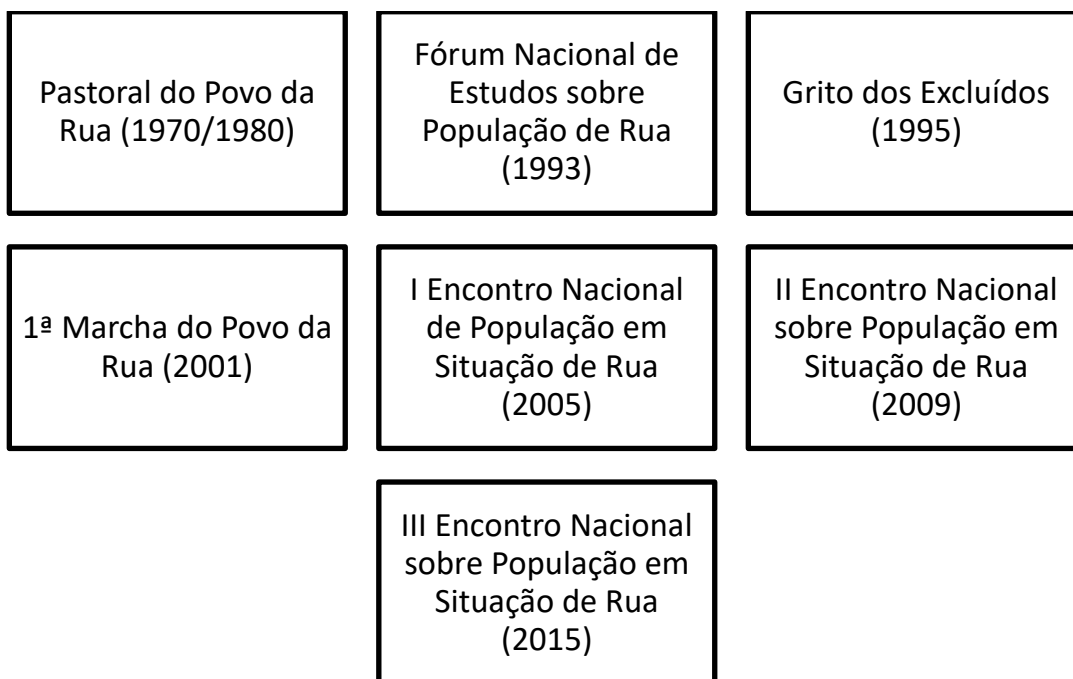 Pastoral do Povo da
Rua (1970/1980)
Fórum Nacional de
Estudos sobre
População de Rua
(1993)
Grito dos Excluídos
(1995)
1ª Marcha do Povo da
Rua (2001)
I Encontro Nacional
de População em
Situação de Rua
(2005)
II Encontro Nacional
sobre População em
Situação de Rua
(2009)
III Encontro Nacional
sobre População em
Situação de Rua
(2015)